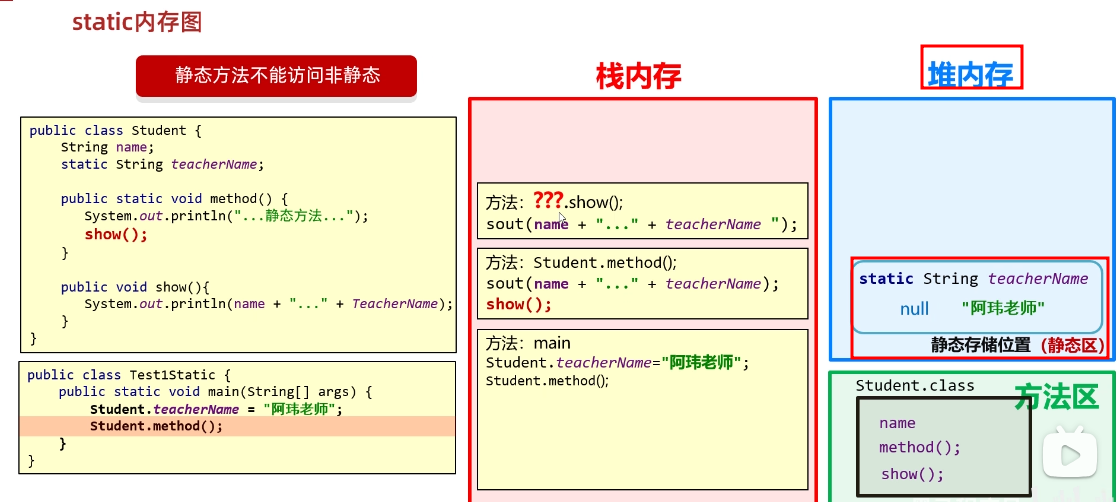 static内存图
静态方法不能访问非静态
public class Student {
String name;
static String teacherName;
public static void method() {
System.out.println("...静态方法...");
show();
}
public void show(){
System.out.println(name + "..." + TeacherName);
}
}
public class Test1Static {
public static void main(String[] args) {
Student.teacherName = "阿玮老师";
Student.method();
}
}
栈内存
方法：???.show();
sout(name + "..." + teacherName ");
方法：Student.method();
sout(name + "..." + teacherName);
show();
方法：main
Student.teacherName="阿玮老师";
Student.method();
堆内存
static String teacherName
null "阿玮老师"
静态存储位置（静态区）
Student.class
方法区
name
method();
show();